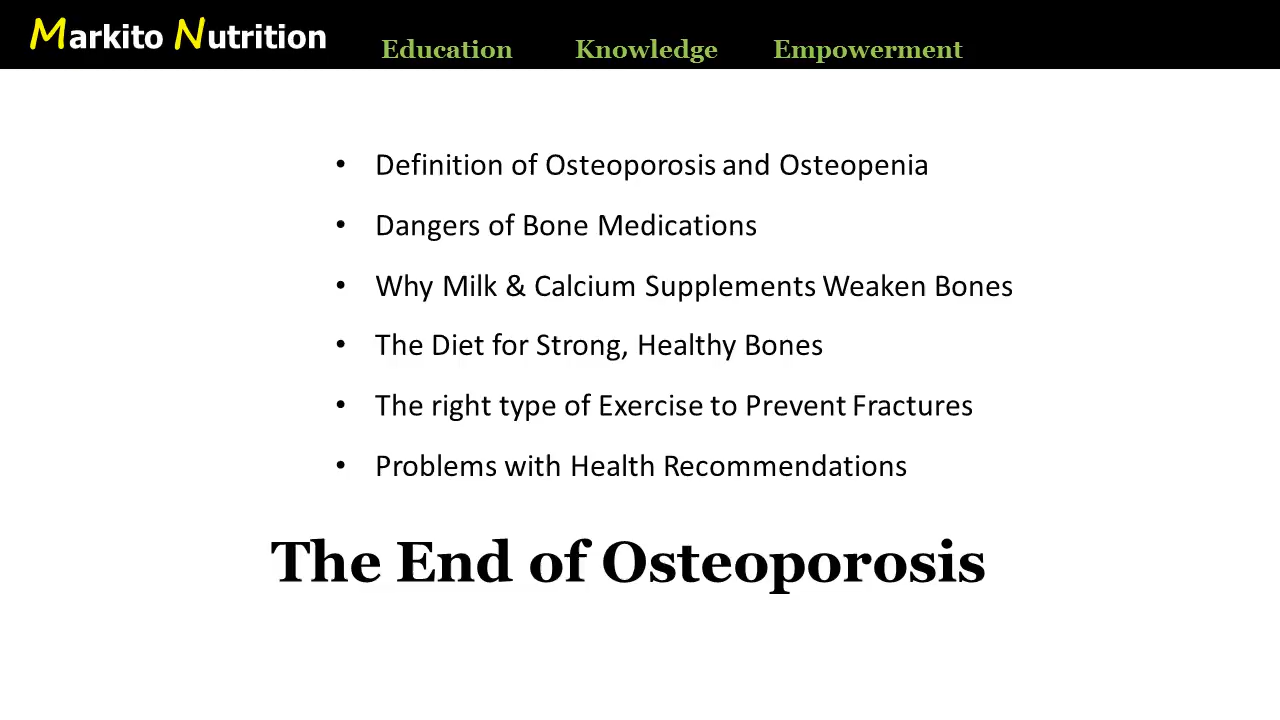 Markito Nutrition
Education Knowledge Empowerment
• Definition of Osteoporosis and Osteopenia
• Dangers of Bone Medications
• Why Milk & Calcium Supplements Weaken Bones
• The Diet for Strong, Healthy Bones
• The right type of Exercise to Prevent Fractures
• Problems with Health Recommendations
The End of Osteoporosis